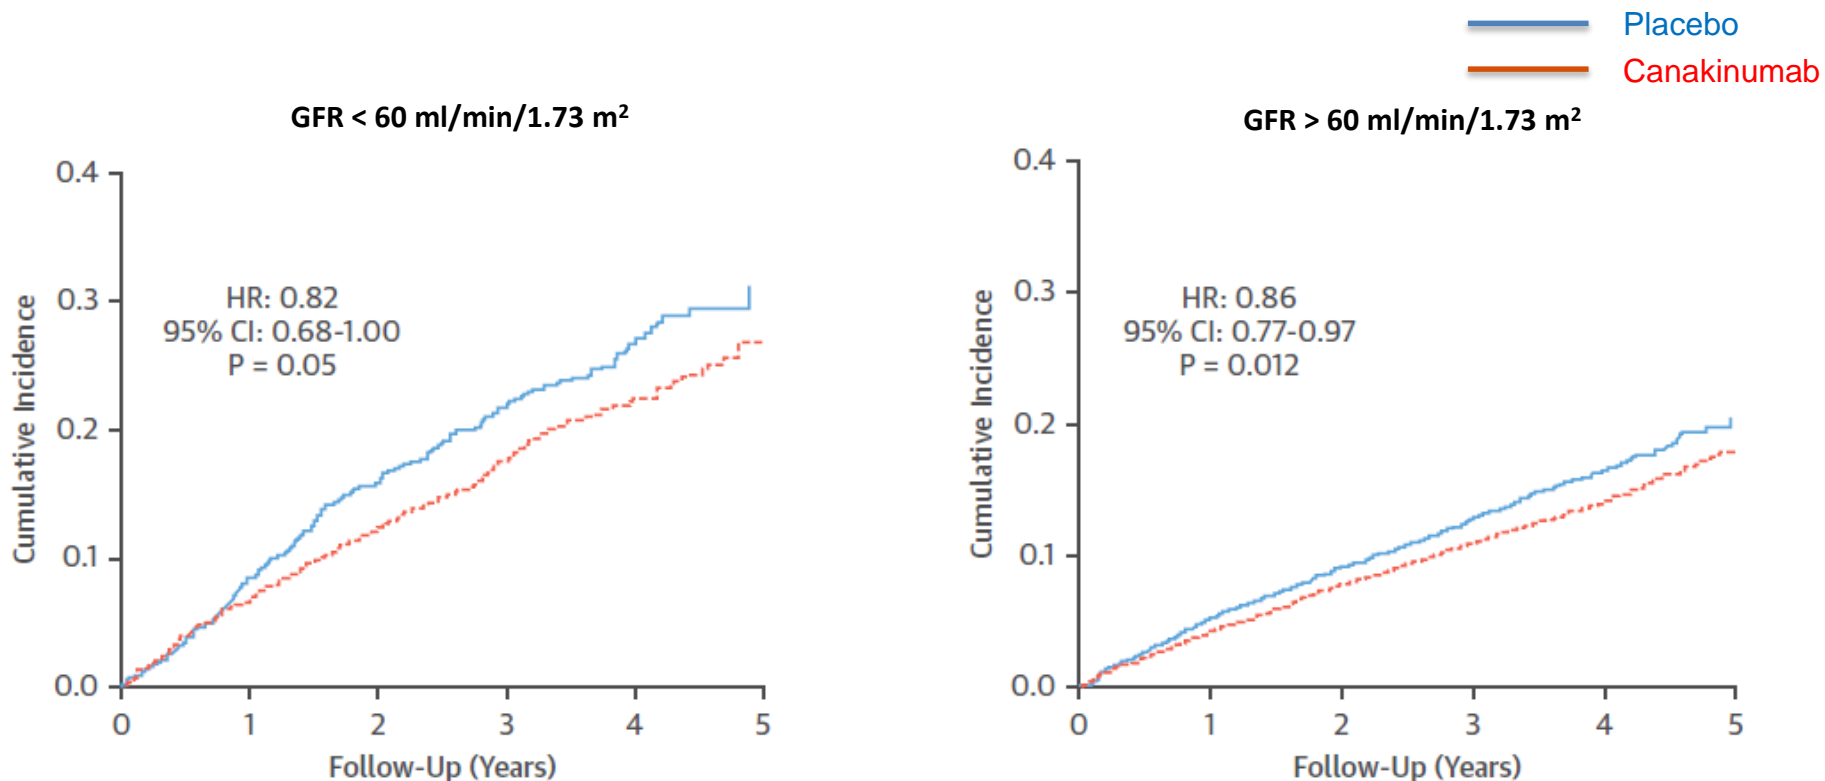 Placebo
Canakinumab
GFR < 60 ml/min/1.73 m²
0.4
0.3
0.2
0.1
0.0
Cumulative Incidence
HR: 0.82
95% CI: 0.68-1.00
P = 0.05
0 1 2 3 4 5
Follow-Up (Years)
GFR > 60 ml/min/1.73 m²
0.4
0.3
0.2
0.1
0.0
Cumulative Incidence
HR: 0.86
95% CI: 0.77-0.97
P = 0.012
0 1 2 3 4 5
Follow-Up (Years)